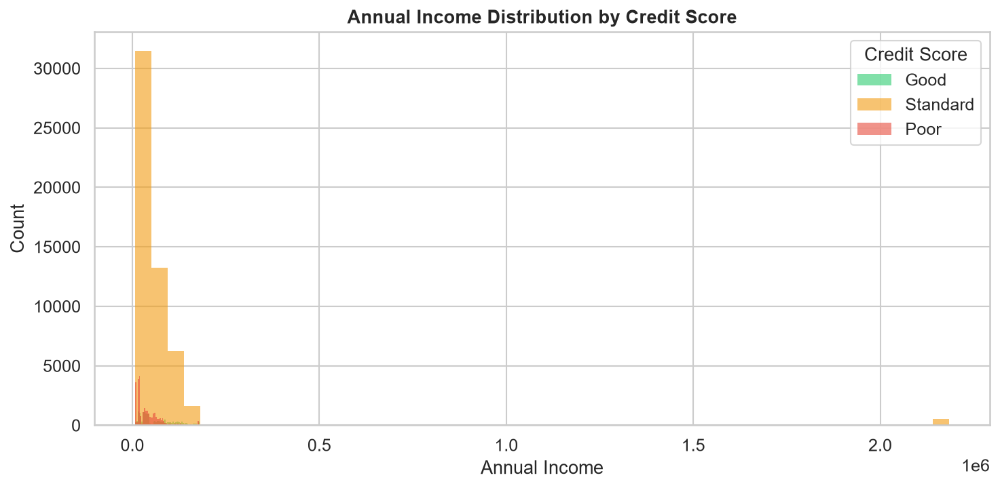 Annual Income Distribution by Credit Score
Credit Score
Good
Standard
Poor
Count
30000
25000
20000
15000
10000
5000
0
0.0 0.5 1.0 1.5 2.0
1e6
Annual Income